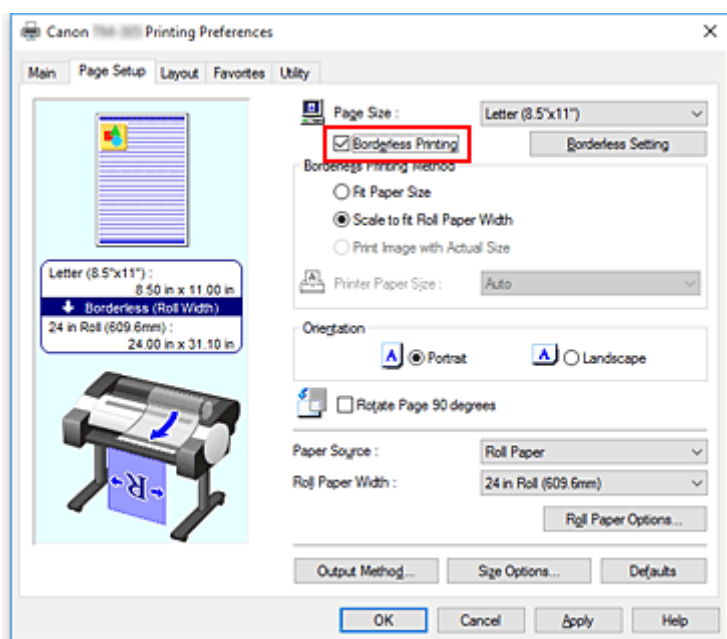 Canon Printing Preferences
Main Page Setup Layout Favorites Utility
Page Size : Letter (8.5"x11")
Borderless Printing Borderless Setting
Borderless Printing Method
Fit Paper Size
Scale to fit Roll Paper Width
Print Image with Actual Size
Printer Paper Size : Auto
Letter (8.5"x11") :
8.50 in x 11.00 in
Borderless (Roll Width)
24 in Roll (609.6mm) :
24.00 in x 31.10 in
Orientation
A Portrait A Landscape
Rotate Page 90 degrees
R
Paper Source : Roll Paper
Roll Paper Width : 24 in Roll (609.6mm)
Roll Paper Options...
Output Method... Size Options... Defaults
OK Cancel Apply Help